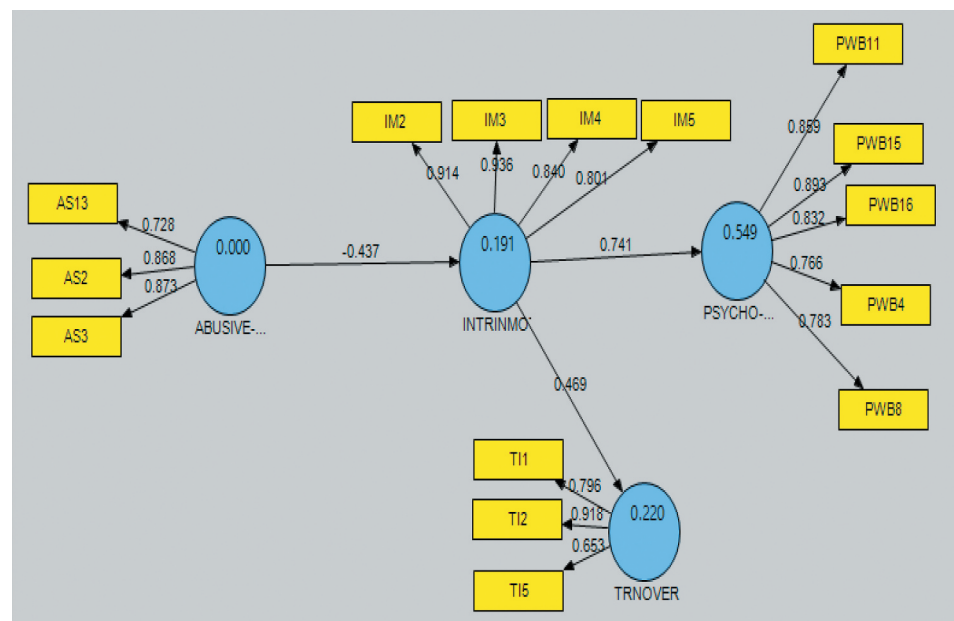 PWB11
IM2
IM3
IM4
IM5
0.859
PWB15
0.914
0.936
0.840
0.801
0.893
AS13
PWB16
0.728
0.832
0.000
-0.437
0.191
0.741
0.549
AS2
0.868
0.766
0.873
PWB4
AS3
ABUSIVE-...
INTRINMO
PSYCHO-...
0.783
0.469
PWB8
TI1
0.796
TI2
0.918
0.220
0.653
TI5
TRNOVER